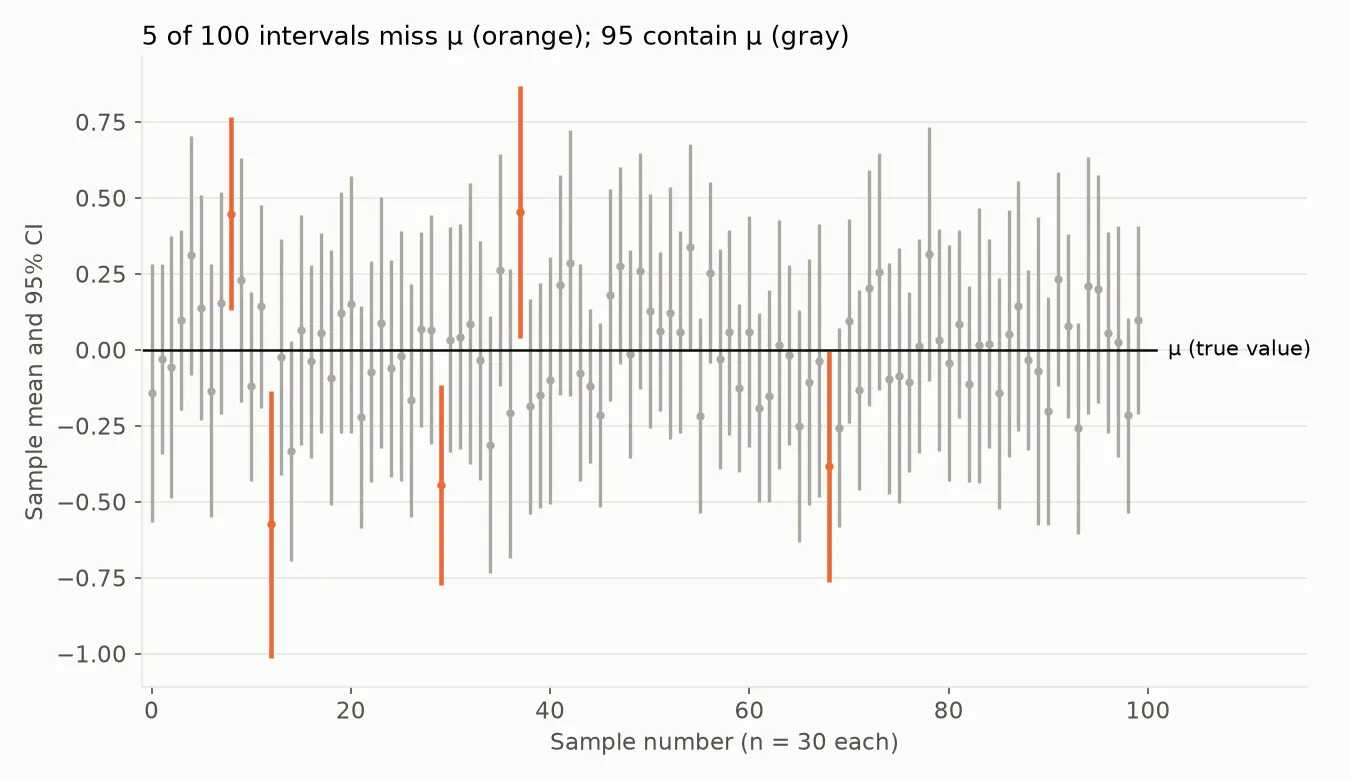 5 of 100 intervals miss μ (orange); 95 contain μ (gray)
Sample mean and 95% CI
0.75
0.50
0.25
0.00
−0.25
−0.50
−0.75
−1.00
μ (true value)
0 20 40 60 80 100
Sample number (n = 30 each)